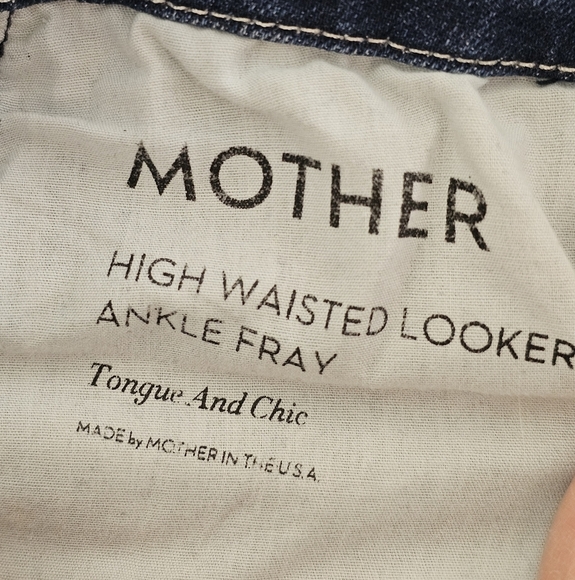 MOTHER
HIGH WAISTED LOOKER
ANKLE FRAY
Tongue And Chic
MADE by MOTHER IN THE U.S.A.